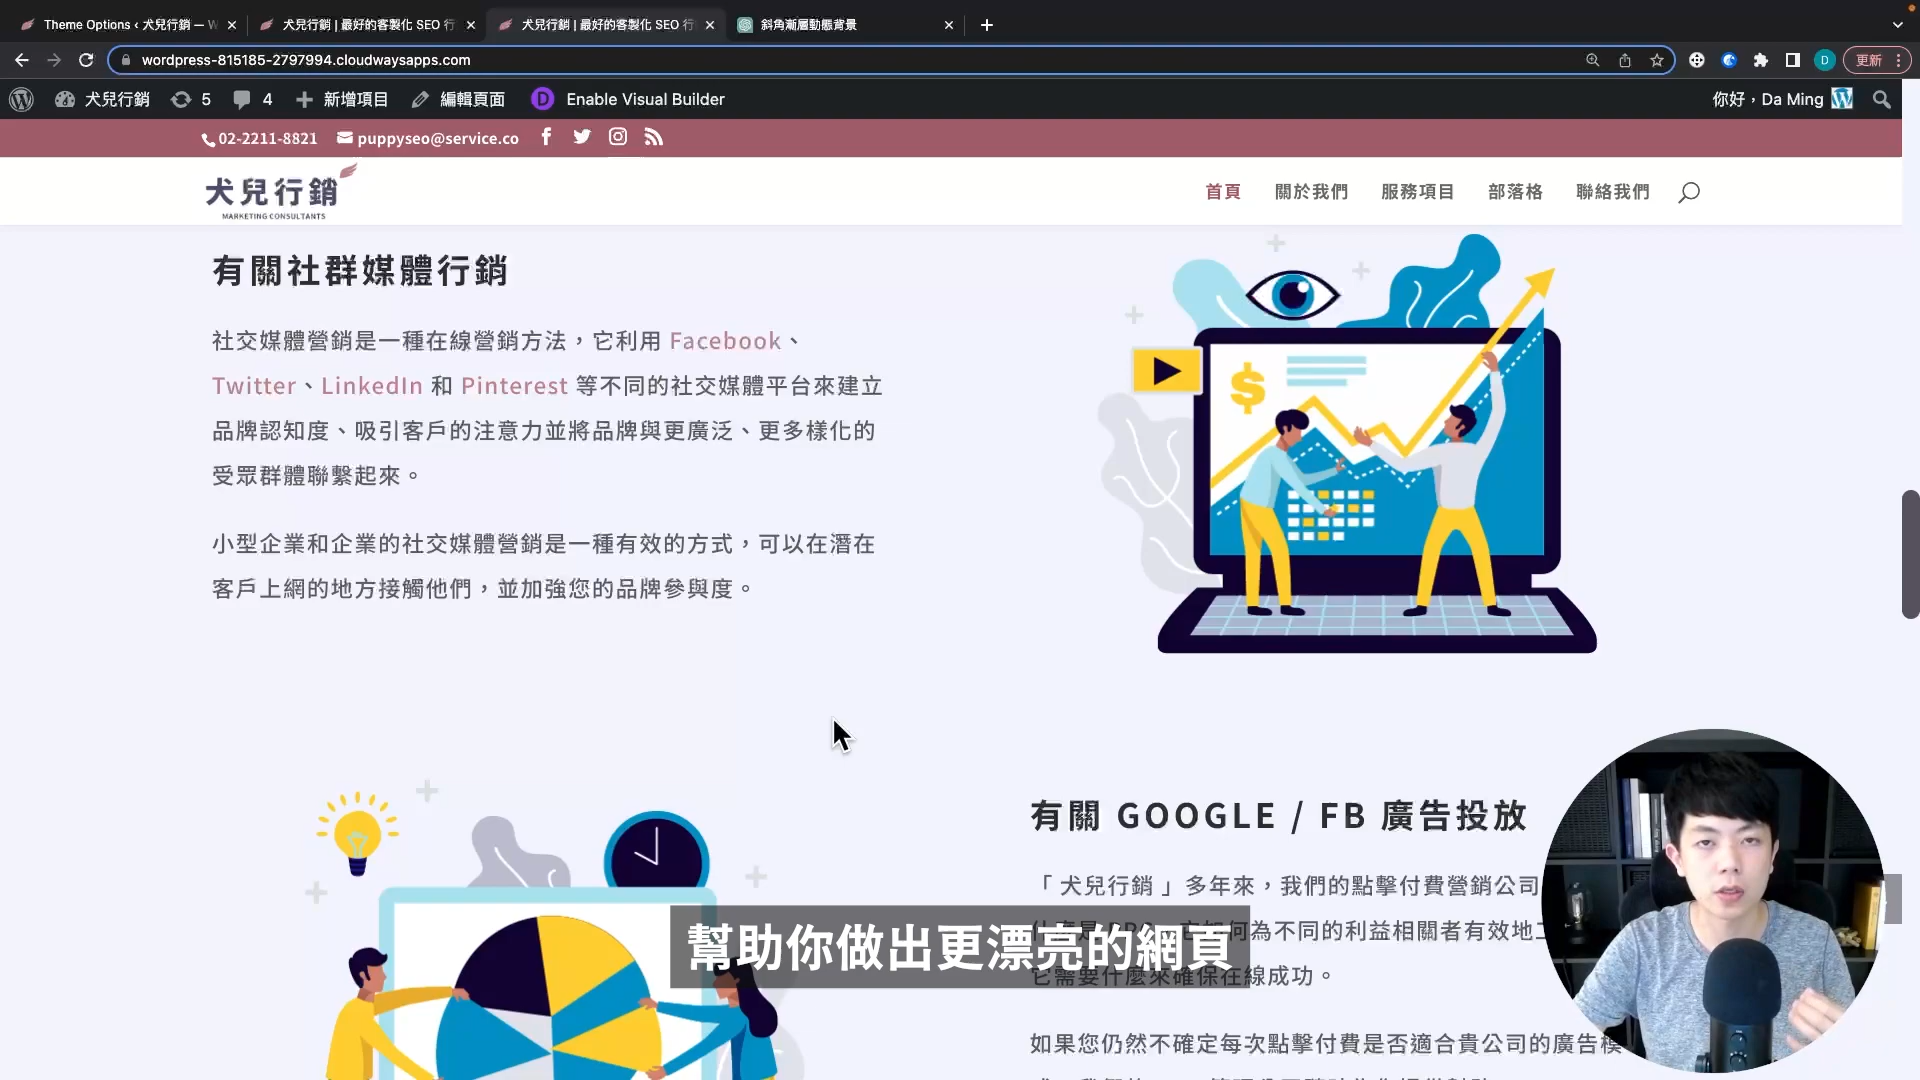 Theme Options ‹ 犬兒行銷 — W
犬兒行銷 | 最好的客製化 SEO 行
犬兒行銷 | 最好的客製化 SEO 行
斜角漸層動態背景
wordpress-815185-2797994.cloudwaysapps.com
D
更新
犬兒行銷
5
4
新增項目
編輯頁面
D
Enable Visual Builder
你好，Da Ming
02-2211-8821
puppyseo@service.co
犬兒行銷
MARKETING CONSULTANTS
首頁
關於我們
服務項目
部落格
聯絡我們
有關社群媒體行銷
社交媒體營銷是一種在線營銷方法，它利用 Facebook、
Twitter、LinkedIn 和 Pinterest 等不同的社交媒體平台來建立
品牌認知度、吸引客戶的注意力並將品牌與更廣泛、更多樣化的
受眾群體聯繫起來。
小型企業和企業的社交媒體營銷是一種有效的方式，可以在潛在
客戶上網的地方接觸他們，並加強您的品牌參與度。
$
有關 GOOGLE / FB 廣告投放
「 犬兒行銷 」多年來，我們的點擊付費營銷公司
何為不同的利益相關者有效地
它需要什麼來確保在線成功。
如果您仍然不確定每次點擊付費是否適合貴公司的廣告模
幫助你做出更漂亮的網頁